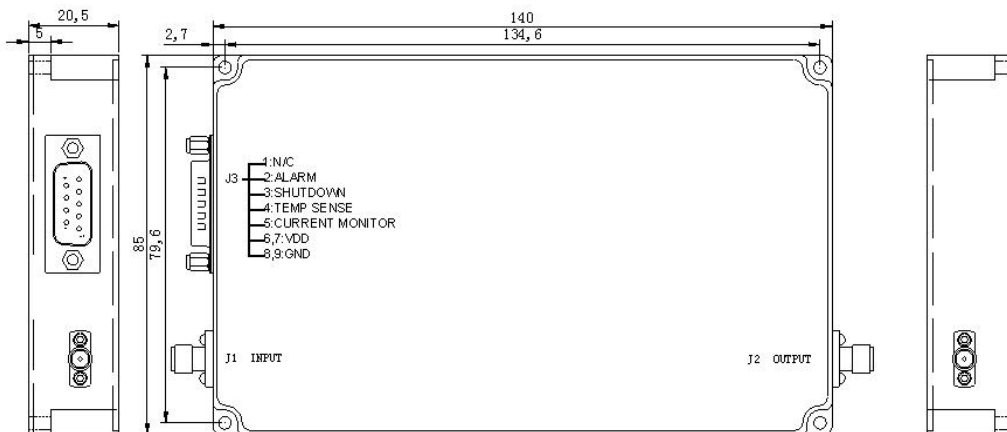 20,5
5
2,7
140
134,6
85
79,6
J3
1:N/C
2:ALARM
3:SHUTDOWN
4:TEMP SENSE
5:CURRENT MONITOR
6,7:VDD
8,9:GND
J1 INPUT
J2 OUTPUT